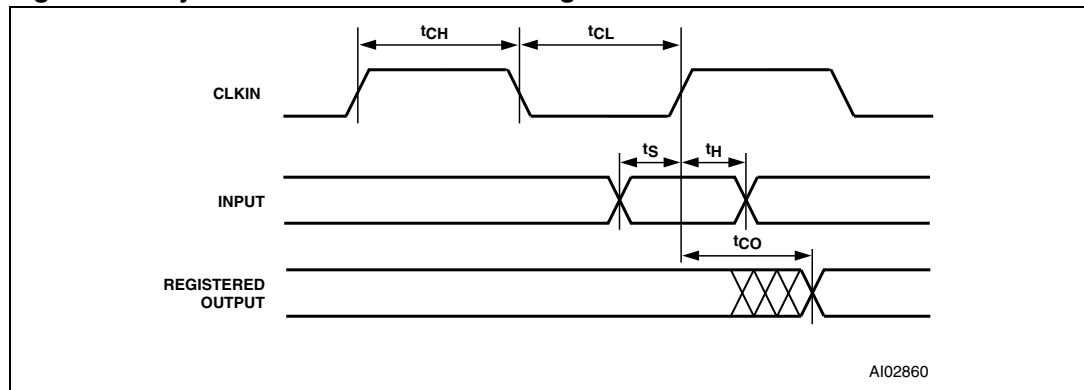 tCH
tCL
CLKIN
tS
tH
INPUT
tCO
REGISTERED
OUTPUT
AI02860